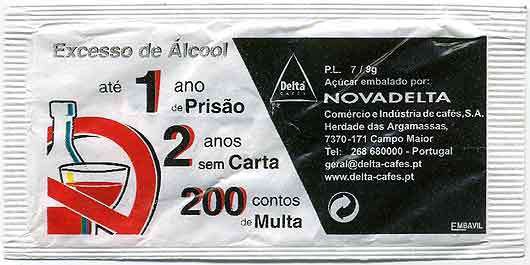 Excesso de Álcool
até 1 ano
de Prisão
2 anos
sem Carta
200 contos
de Multa
Delta
CAFÉS
P.L. 7 / 9g
Açúcar embalado por:
NOVADELTA
Comércio e Indústria de cafés, S.A.
Herdade das Argamassas,
7370-171 Campo Maior
Tel: 268 680000 - Portugal
geral@delta-cafes.pt
www.delta-cafes.pt
EMBAVIL